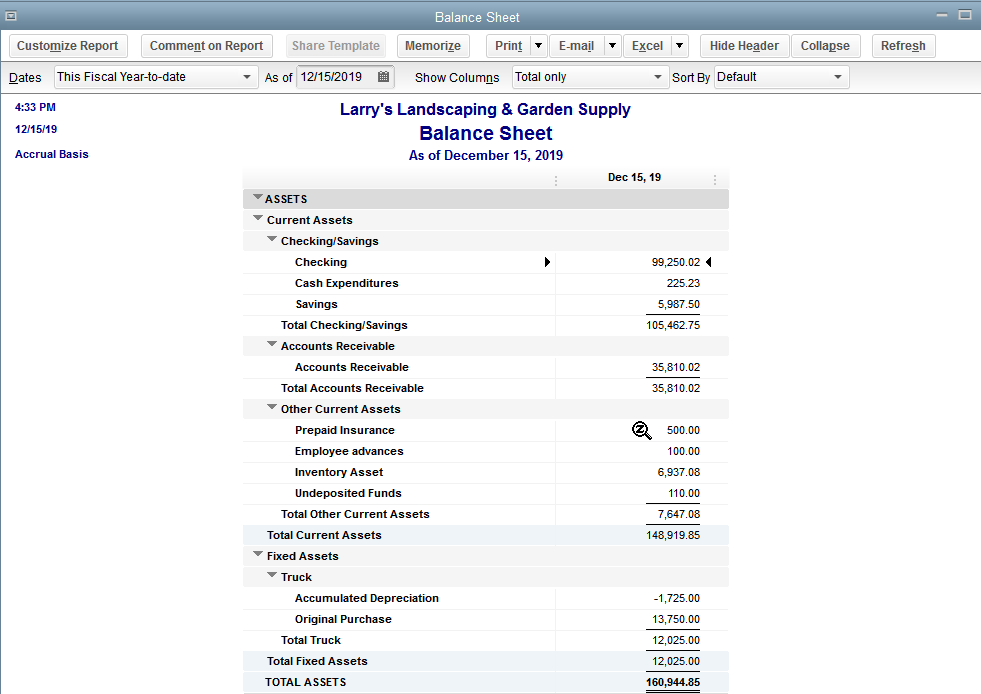 Balance Sheet
Customize Report Comment on Report Share Template Memorize Print E-mail Excel Hide Header Collapse Refresh
Dates This Fiscal Year-to-date As of 12/15/2019 Show Columns Total only Sort By Default
4:33 PM Larry's Landscaping & Garden Supply
12/15/19 Balance Sheet
Accrual Basis As of December 15, 2019
Dec 15, 19
ASSETS
Current Assets
Checking/Savings
Checking 99,250.02
Cash Expenditures 225.23
Savings 5,987.50
Total Checking/Savings 105,462.75
Accounts Receivable
Accounts Receivable 35,810.02
Total Accounts Receivable 35,810.02
Other Current Assets
Prepaid Insurance 500.00
Employee advances 100.00
Inventory Asset 6,937.08
Undeposited Funds 110.00
Total Other Current Assets 7,647.08
Total Current Assets 148,919.85
Fixed Assets
Truck
Accumulated Depreciation -1,725.00
Original Purchase 13,750.00
Total Truck 12,025.00
Total Fixed Assets 12,025.00
TOTAL ASSETS 160,944.85